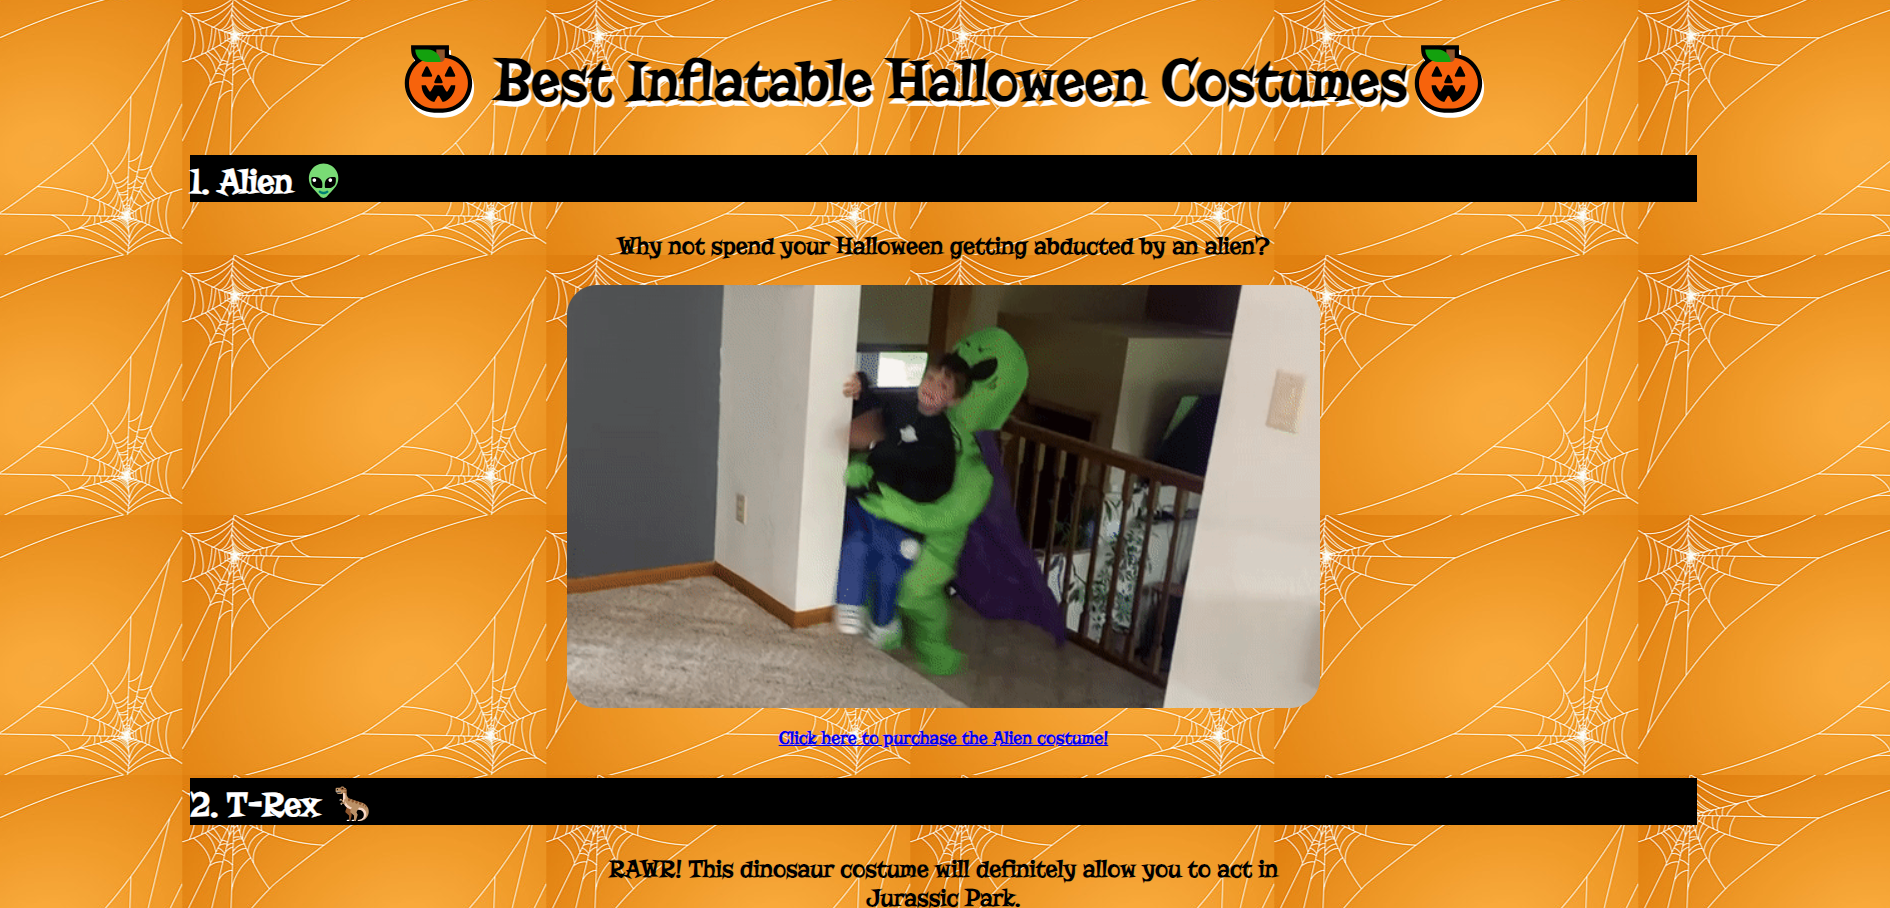 Best Inflatable Halloween Costumes
1. Alien
Why not spend your Halloween getting abducted by an alien?
Click here to purchase the Alien costume!
2. T-Rex
RAWR! This dinosaur costume will definitely allow you to act in
Jurassic Park.